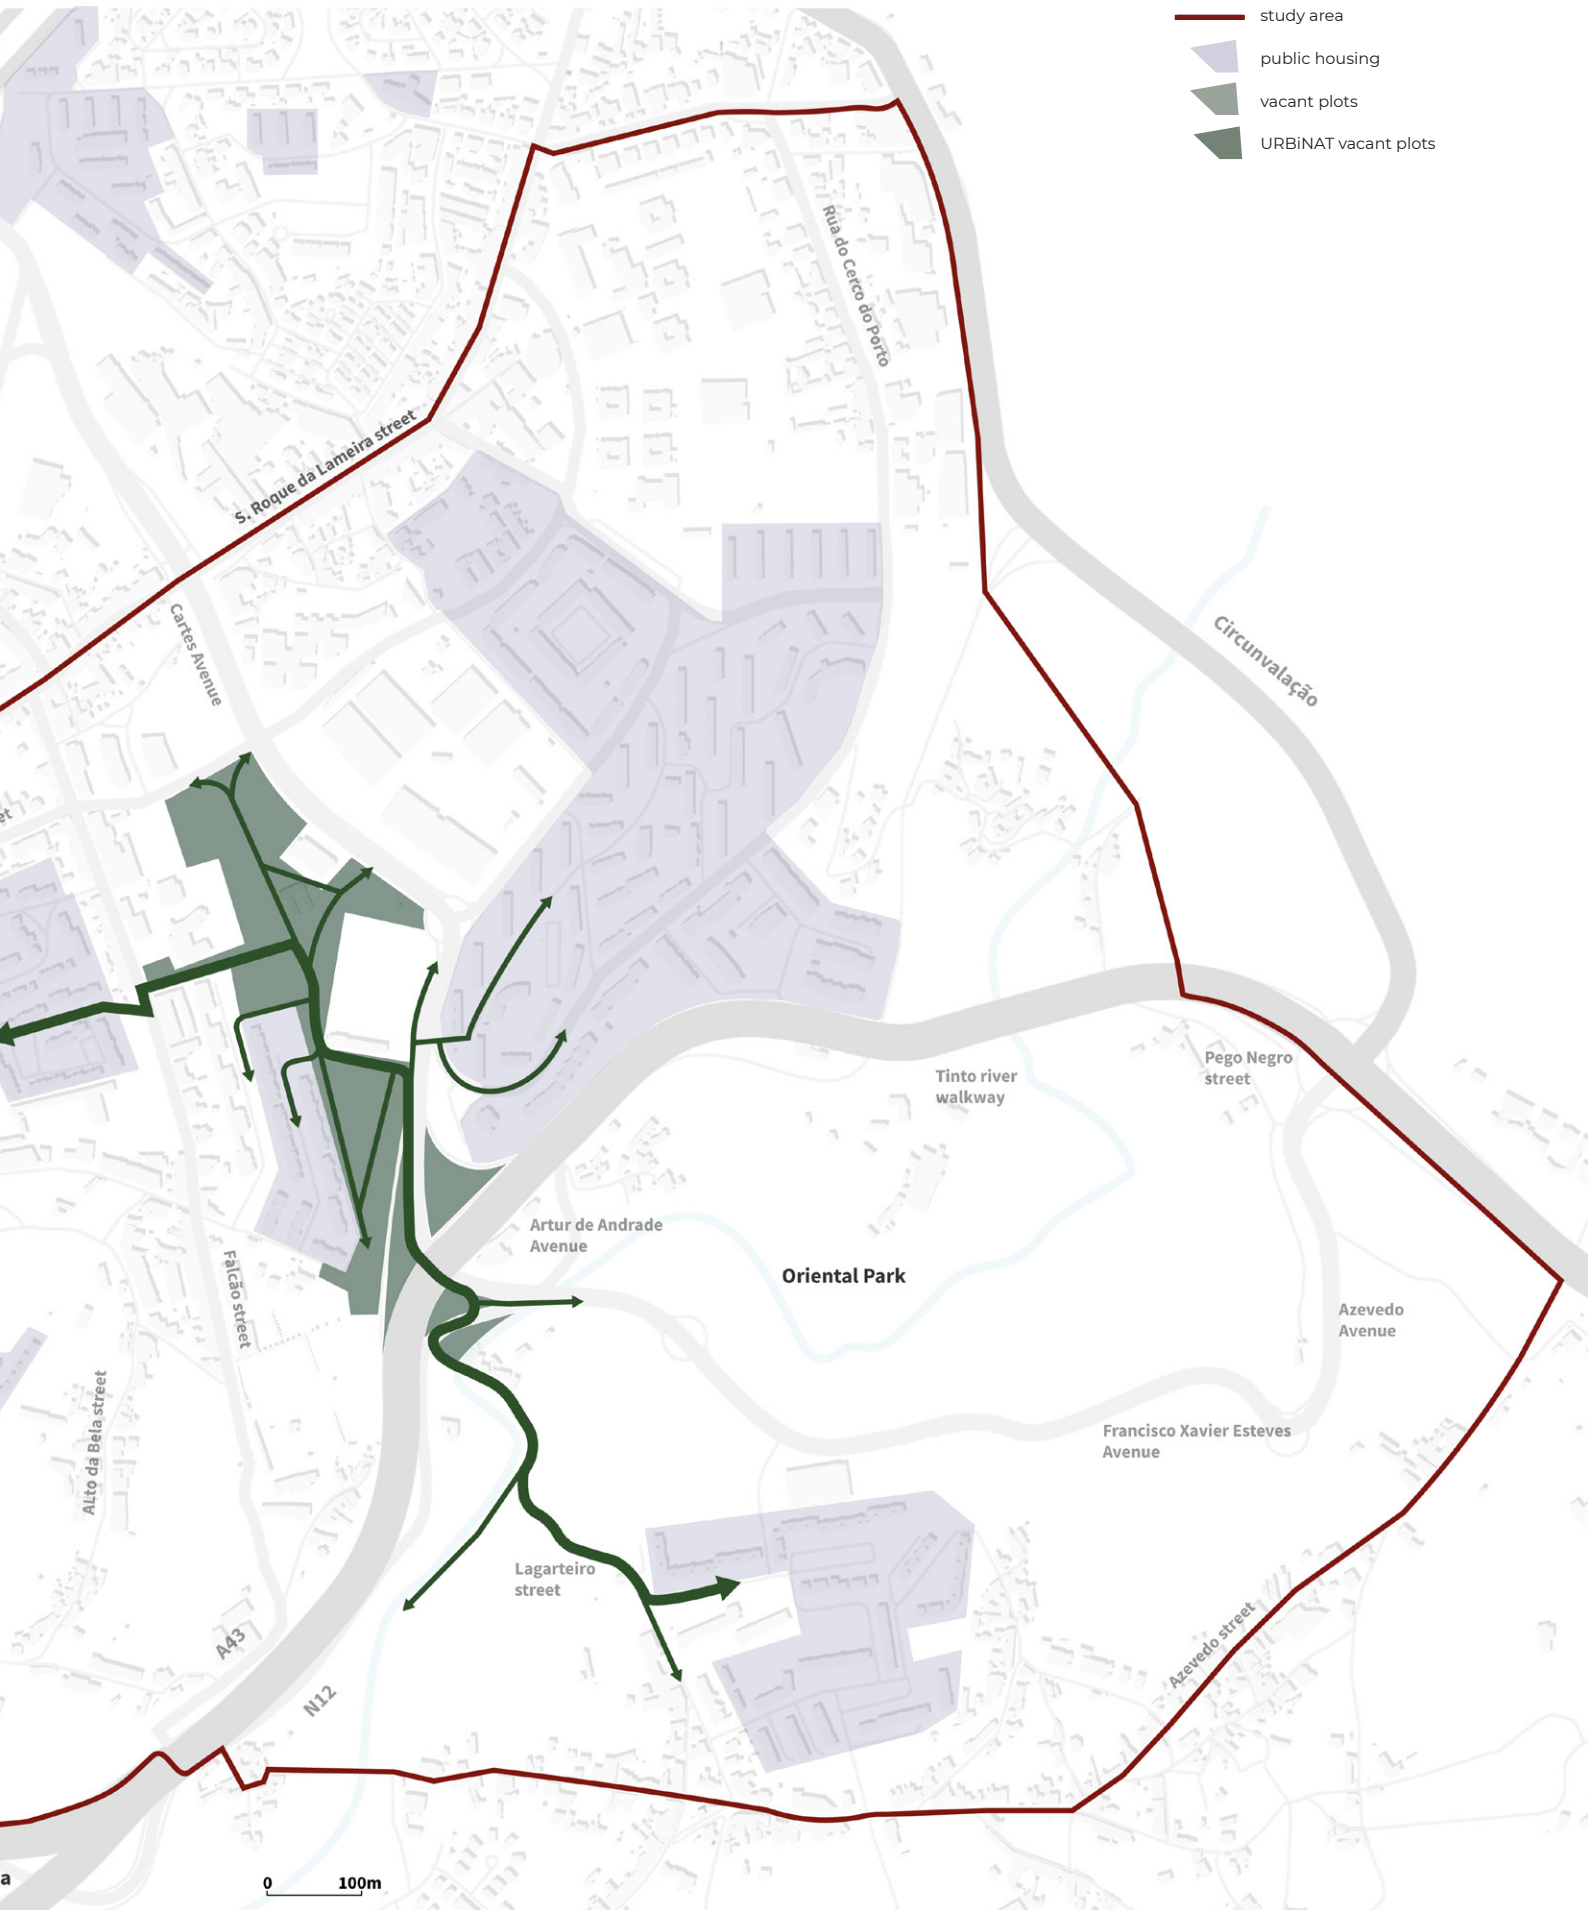 study area
public housing
vacant plots
URBiNAT vacant plots
Rua do Cerco do Porto
S. Roque da Lameira street
Cartes Avenue
Circunvalação
et
Pego Negro
street
Tinto river
walkway
Artur de Andrade
Avenue
Oriental Park
Falcão street
Azevedo
Avenue
ALto da Bela street
Francisco Xavier Esteves
Avenue
Lagarteiro
street
A43
Azevedo street
N12
a
0 100m